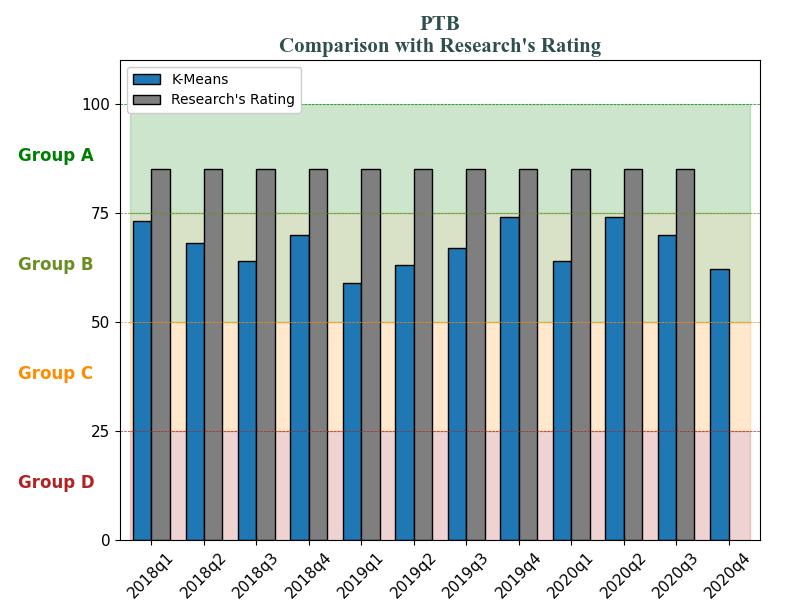 PTB
Comparison with Research's Rating
K-Means
Research's Rating
100
Group A
75
Group B
50
Group C
25
Group D
0
2018q1 2018q2 2018q3 2018q4 2019q1 2019q2 2019q3 2019q4 2020q1 2020q2 2020q3 2020q4